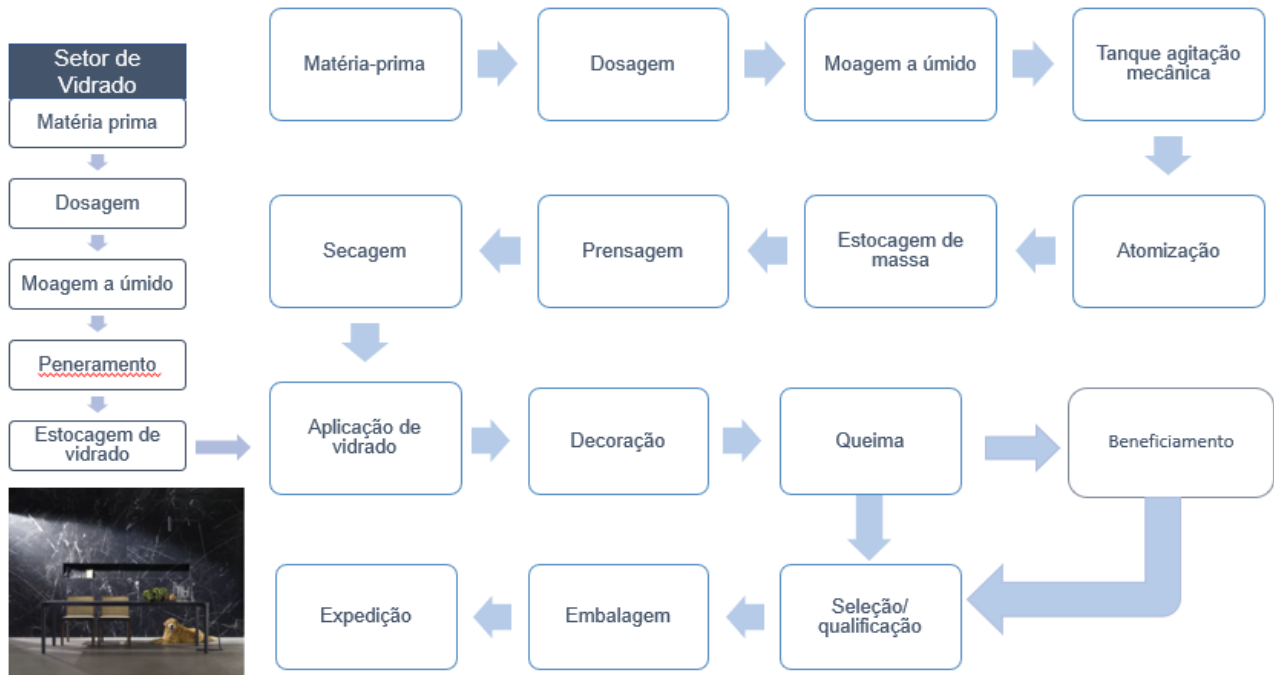 Setor de
Vidrado
Matéria prima
Dosagem
Moagem a úmido
Peneramento
Estocagem de
vidrado
Matéria-prima
Dosagem
Moagem a úmido
Tanque agitação
mecânica
Atomização
Estocagem de
massa
Prensagem
Secagem
Aplicação de
vidrado
Decoração
Queima
Beneficiamento
Seleção/
qualificação
Embalagem
Expedição